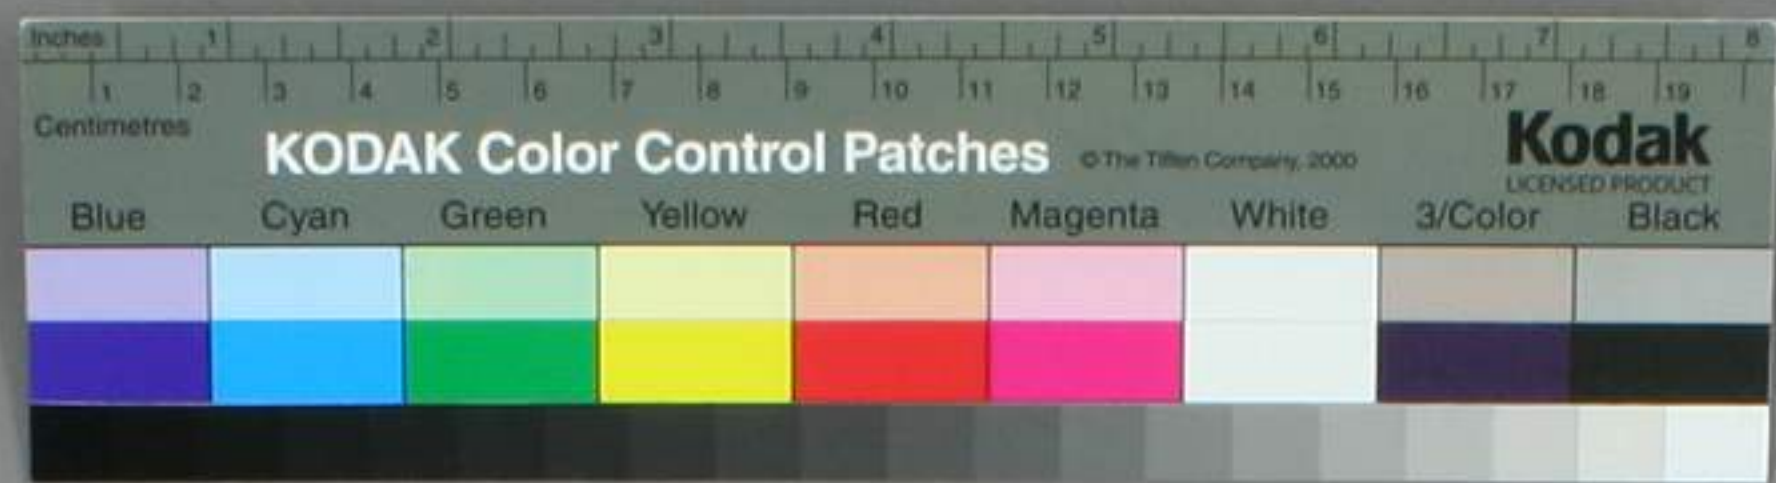 Inches 1 2 3 4 5 6 7 8
1 2 3 4 5 6 7 8 9 10 11 12 13 14 15 16 17 18 19
Centimetres
KODAK Color Control Patches © The Tiffen Company, 2000
Kodak
LICENSED PRODUCT
Blue Cyan Green Yellow Red Magenta White 3/Color Black